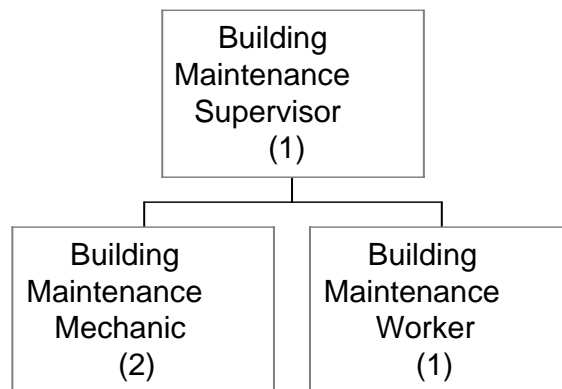 Building
Maintenance
Supervisor
(1)
Building
Maintenance
Mechanic
(2)
Building
Maintenance
Worker
(1)